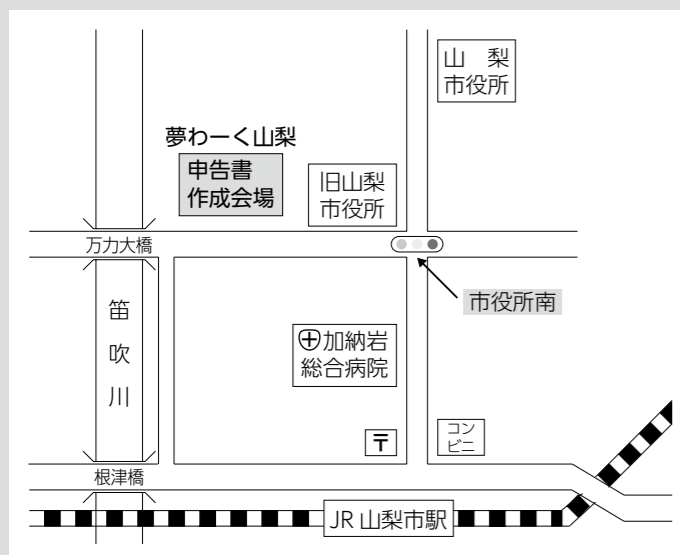 山梨
市役所
夢わーく山梨
申告書
作成会場
旧山梨
市役所
万力大橋
市役所南
笛吹川
加納岩
総合病院
〒
コン
ビニ
根津橋
JR山梨市駅